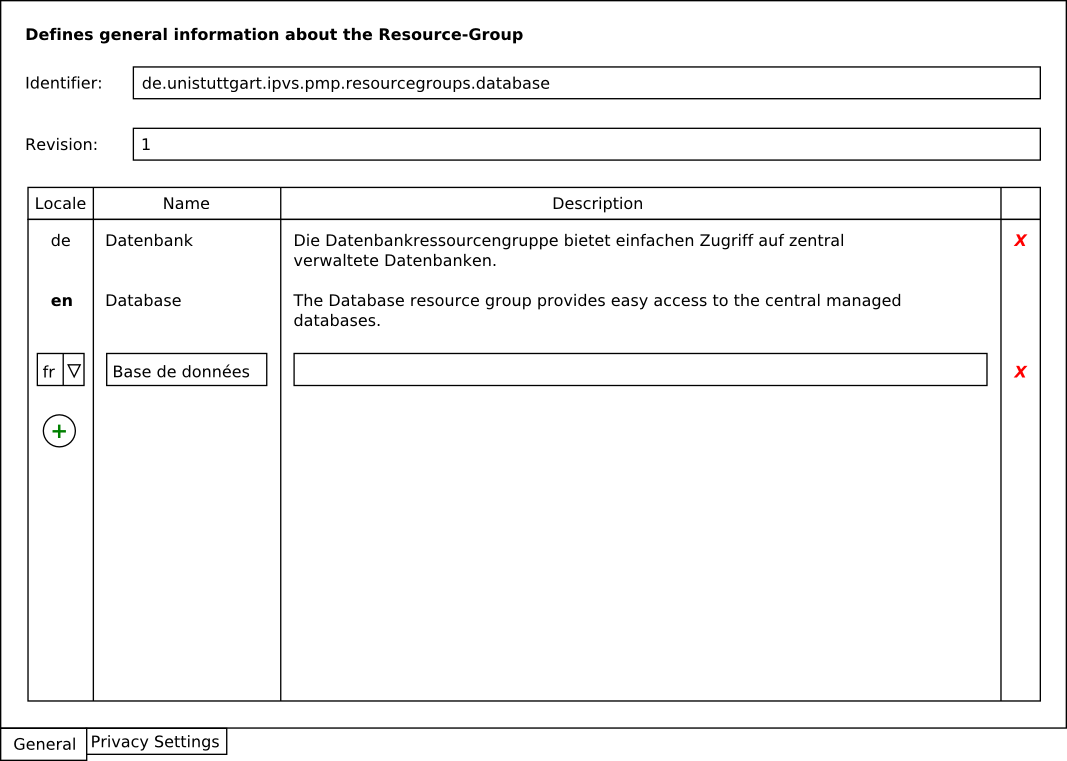 Defines general information about the Resource-Group
Identifier: de.unistuttgart.ipvs.pmp.resourcegroups.database
Revision: 1
Locale Name Description
de Datenbank Die Datenbankressourcengruppe bietet einfachen Zugriff auf zentral
verwaltete Datenbanken. X
en Database The Database resource group provides easy access to the central managed
databases.
fr ▽ Base de données X
+
General Privacy Settings